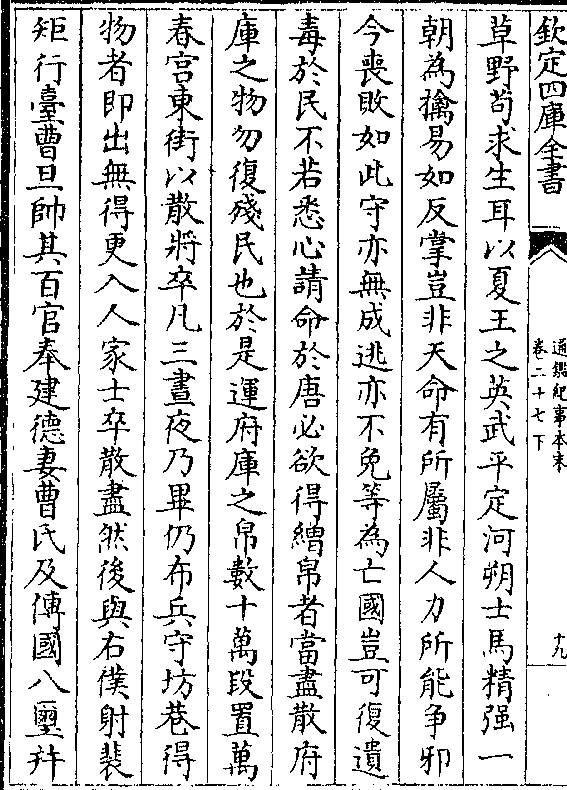 欽定四庫全書
通鑑紀事本末
卷二十七下
十九
草野苟求生耳以夏王之英武平定河朔士馬精强一
朝為擒易如反掌豈非天命有所屬非人力所能争邪
今喪敗如此守亦無成逃亦不免等為亡國豈可復遺
毒於民不若悉心請命於唐必欲得繒帛者當盡散府
庫之物勿復殘民也於是運府庫之帛數十萬段置萬
春宫東街以散將卒凡三晝夜乃畢仍布兵守坊巷得
物者即出無得更入人家士卒散盡然後與右僕射裴
矩行臺曹旦帥其百官奉建德妻曹氏及傳國八璽并